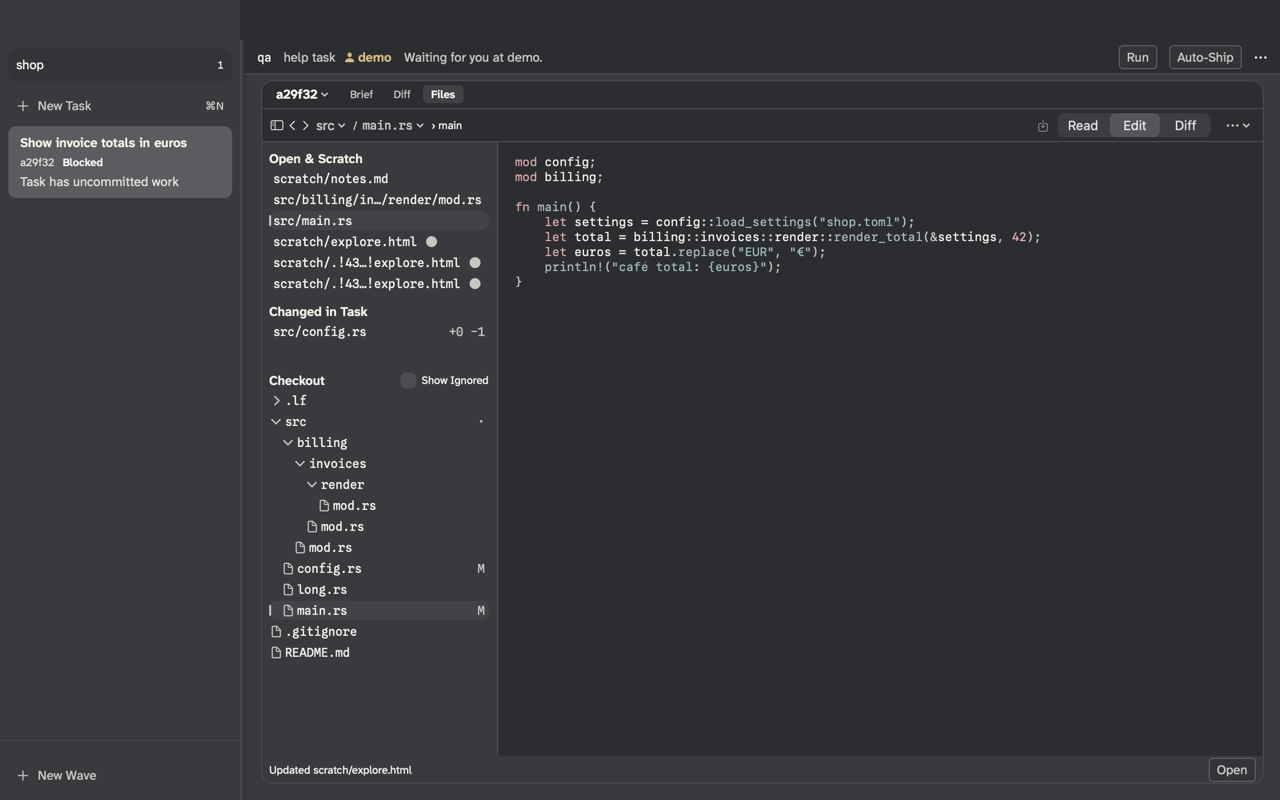 shop 1
New Task ⌘N
Show invoice totals in euros
a29f32 Blocked
Task has uncommitted work
New Wave
qa help task demo Waiting for you at demo. Run Auto-Ship ···
a29f32 Brief Diff Files
src / main.rs › main Read Edit Diff ···
Open & Scratch
scratch/notes.md
src/billing/in…/render/mod.rs
src/main.rs
scratch/explore.html
scratch/.!43…!explore.html
scratch/.!43…!explore.html
Changed in Task
src/config.rs +0 −1
Checkout Show Ignored
.lf
src ·
billing
invoices
render
mod.rs
mod.rs
mod.rs
config.rs M
long.rs
main.rs M
.gitignore
README.md
mod config;
mod billing;
fn main() {
let settings = config::load_settings("shop.toml");
let total = billing::invoices::render::render_total(&settings, 42);
let euros = total.replace("EUR", "€");
println!("café total: {euros}");
}
Updated scratch/explore.html Open